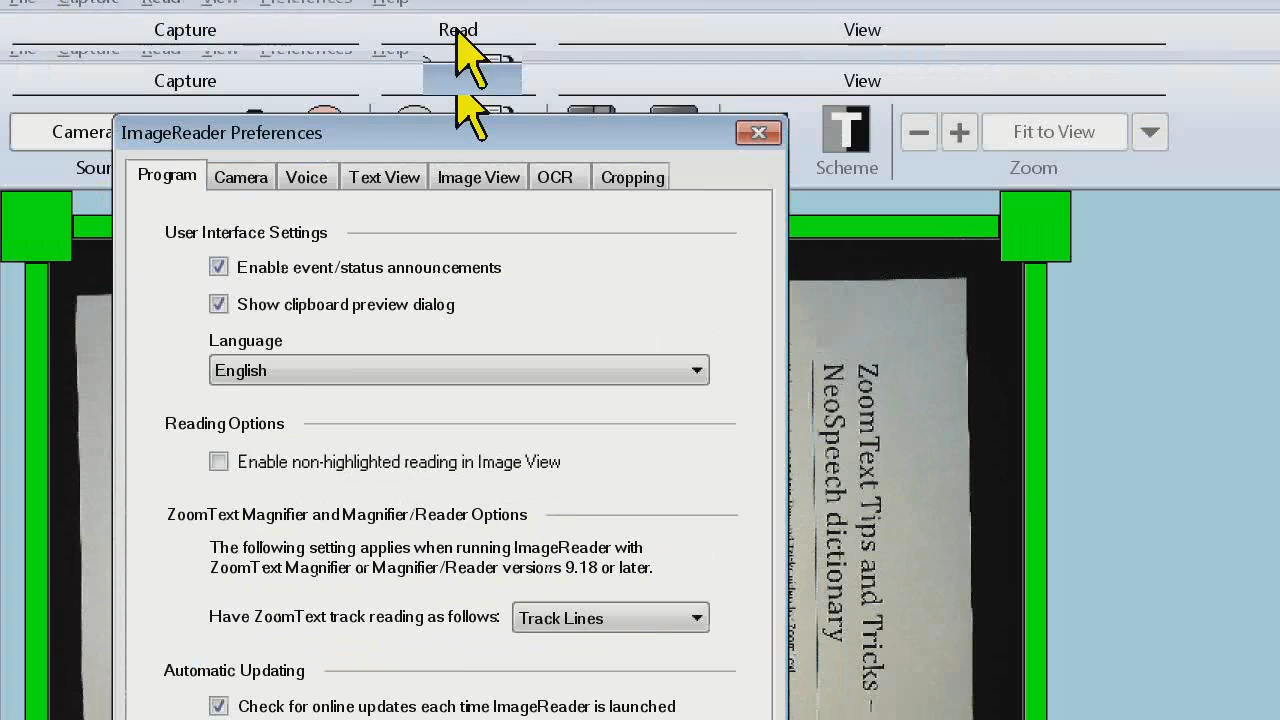 Capture Read View
Capture View
Camera
ImageReader Preferences
Fit to View
Scheme
Zoom
Program Camera Voice Text View Image View OCR Cropping
User Interface Settings
Enable event/status announcements
Show clipboard preview dialog
Language
English
Reading Options
Enable non-highlighted reading in Image View
ZoomText Magnifier and Magnifier/Reader Options
The following setting applies when running ImageReader with
ZoomText Magnifier or Magnifier/Reader versions 9.18 or later.
Have ZoomText track reading as follows: Track Lines
Automatic Updating
Check for online updates each time ImageReader is launched
ZoomText Tips and Tricks –
NeoSpeech dictionary